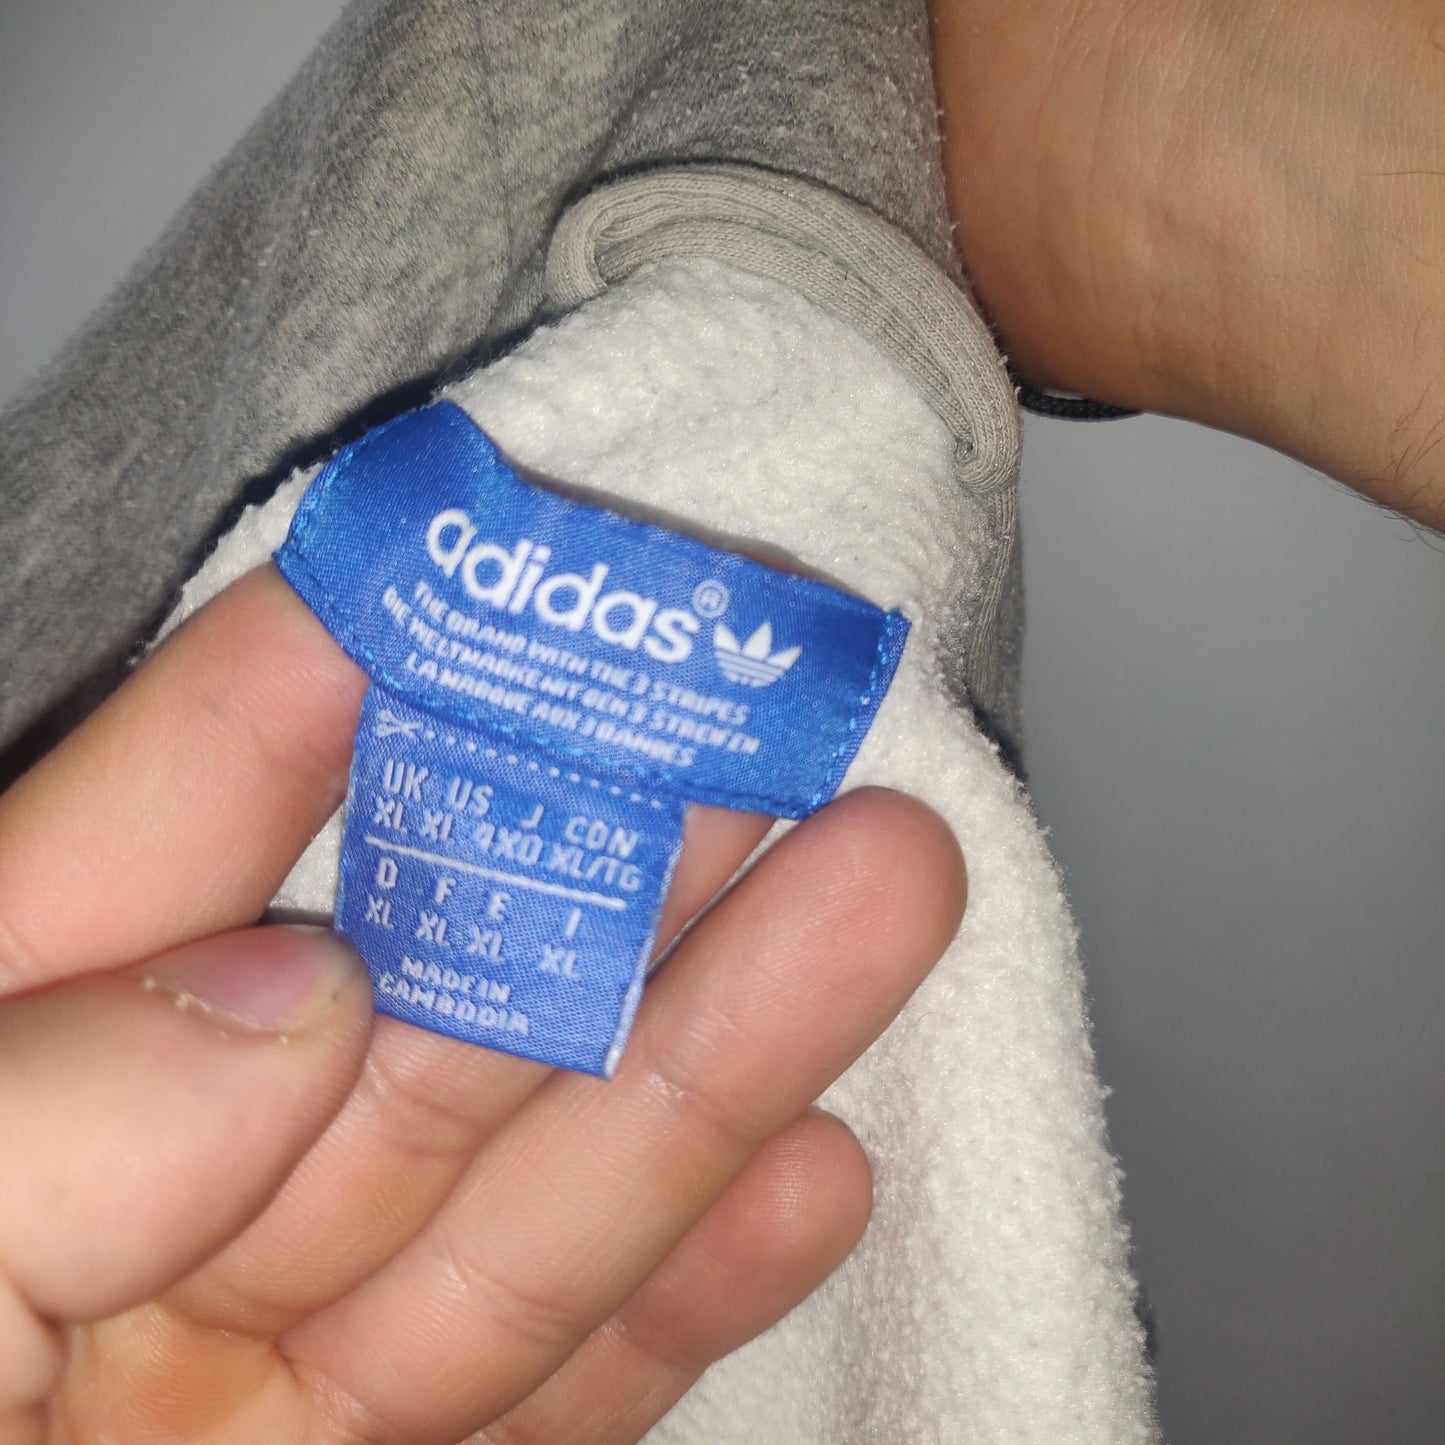 adidas®
THE BRAND WITH THE 3 STRIPES
DIE WELTMARKE MIT DEN 3 STREIFEN
LA MARQUE AUX 3 BANDES
UK US J CDN
XL XL 4XO XL/TG
D F E I
XL XL XL XL
MADE IN
CAMBODIA